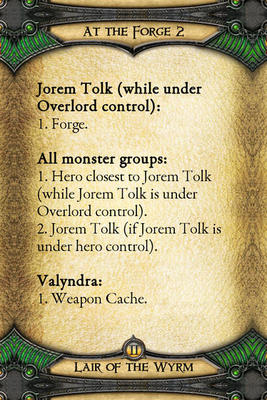 At the Forge 2
Jorem Tolk (while under
Overlord control):
1. Forge.
All monster groups:
1. Hero closest to Jorem Tolk
(while Jorem Tolk is under
Overlord control).
2. Jorem Tolk (if Jorem Tolk is
under hero control).
Valyndra:
1. Weapon Cache.
II
Lair of the Wyrm